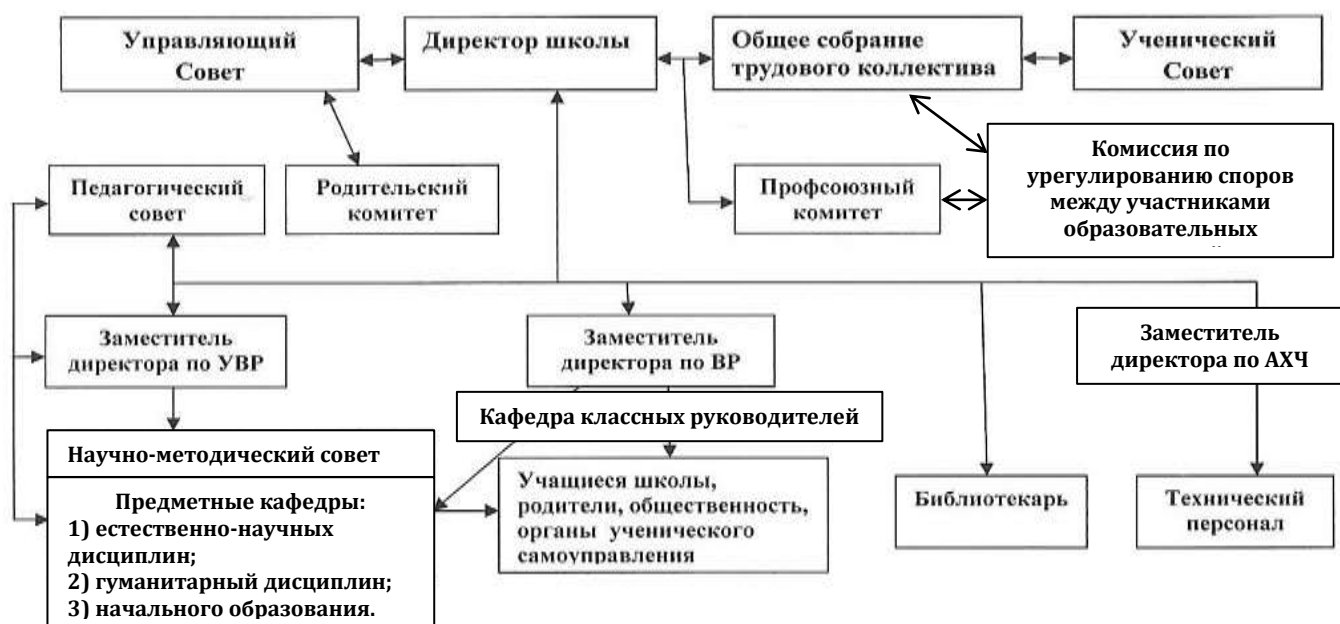 Управляющий
Совет
Директор школы
Общее собрание
трудового коллектива
Ученический
Совет
Педагогический
совет
Родительский
комитет
Профсоюзный
комитет
Комиссия по
урегулированию споров
между участниками
образовательных
Заместитель
директора по УВР
Заместитель
директора по ВР
Заместитель
директора по АХЧ
Кафедра классных руководителей
Научно-методический совет
Предметные кафедры:
1) естественно-научных
дисциплин;
2) гуманитарный дисциплин;
3) начального образования.
Учащиеся школы,
родители, общественность,
органы ученического
самоуправления
Библиотекарь
Технический
персонал